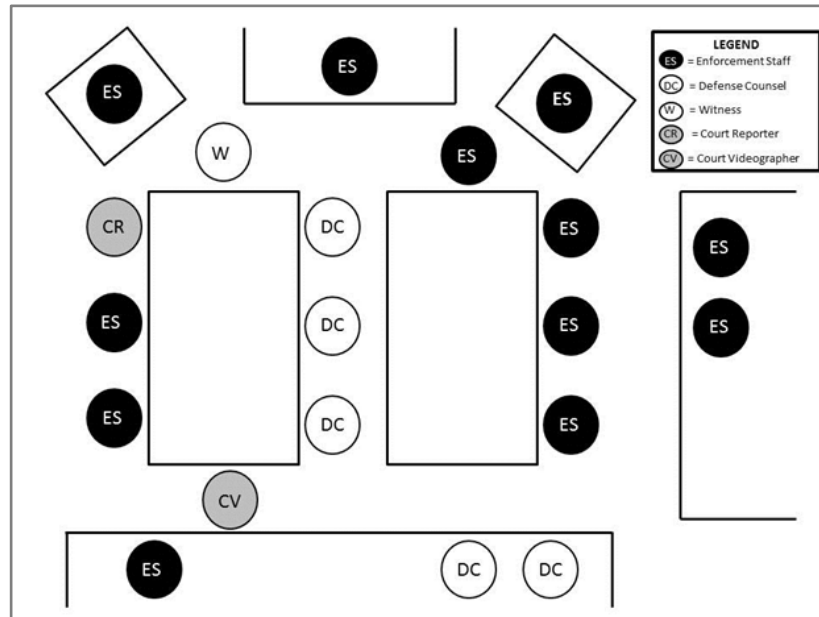 LEGEND
ES = Enforcement Staff
DC = Defense Counsel
W = Witness
CR = Court Reporter
CV = Court Videographer
ES
ES
ES
W
ES
CR
DC
ES
ES
ES
DC
ES
ES
ES
DC
ES
CV
ES
DC
DC